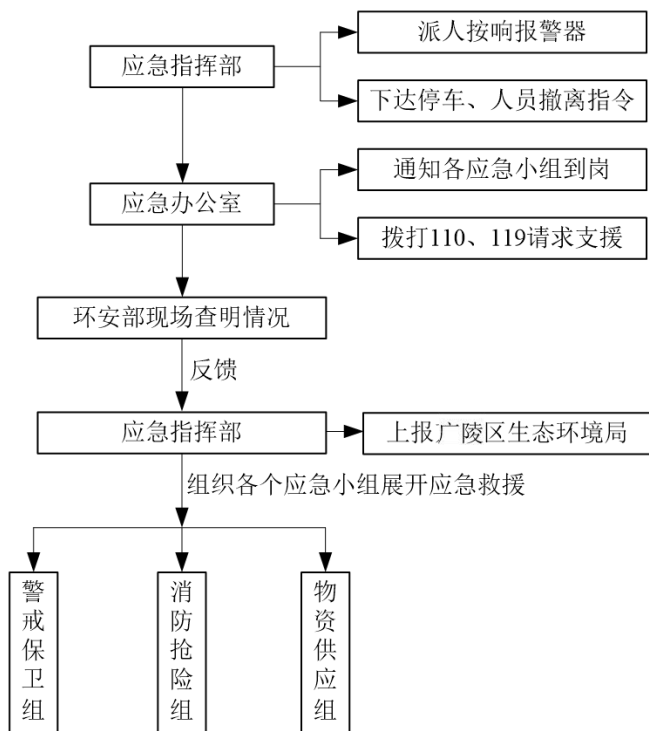 派人按响报警器
应急指挥部
下达停车、人员撤离指令
通知各应急小组到岗
应急办公室
拨打110、119请求支援
环安部现场查明情况
反馈
应急指挥部
上报广陵区生态环境局
组织各个应急小组展开应急救援
警戒保卫组
消防抢险组
物资供应组